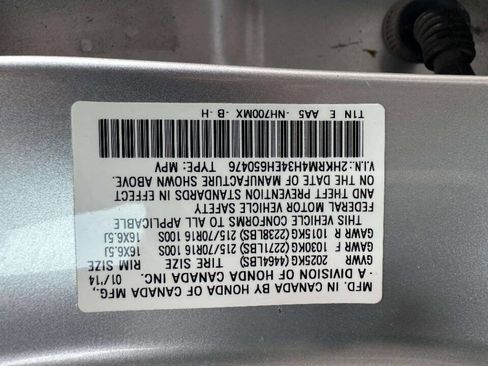 MFD. IN CANADA BY HONDA OF CANADA MFG.,
· A DIVISION OF HONDA CANADA INC. 01/'14
GVWR 2025KG (4464LBS) TIRE SIZE RIM SIZE
GAWR F 1030KG (2271LBS) 215/70R16 100S 16X6.5J
GAWR R 1015KG (2238LBS) 215/70R16 100S 16X6.5J
THIS VEHICLE CONFORMS TO ALL APPLICABLE
FEDERAL MOTOR VEHICLE SAFETY
AND THEFT PREVENTION STANDARDS IN EFFECT
ON THE DATE OF MANUFACTURE SHOWN ABOVE.
V.I.N.:2HKRM4H34EH650476 TYPE: MPV
T1N E AA5 -NH700MX -B -H